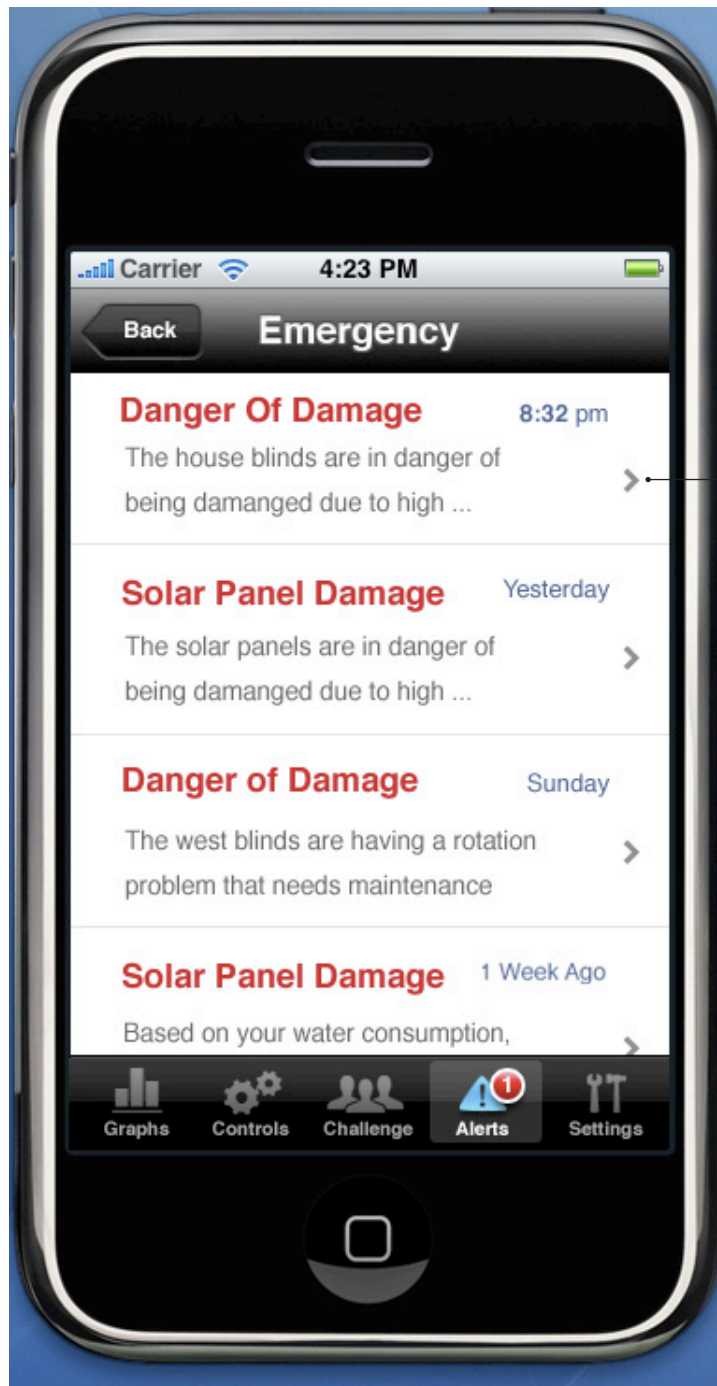 Carrier 4:23 PM
Back Emergency
Danger Of Damage 8:32 pm
The house blinds are in danger of
being damanged due to high ...
Solar Panel Damage Yesterday
The solar panels are in danger of
being damanged due to high ...
Danger of Damage Sunday
The west blinds are having a rotation
problem that needs maintenance
Solar Panel Damage 1 Week Ago
Based on your water consumption,
1
Graphs Controls Challenge Alerts Settings